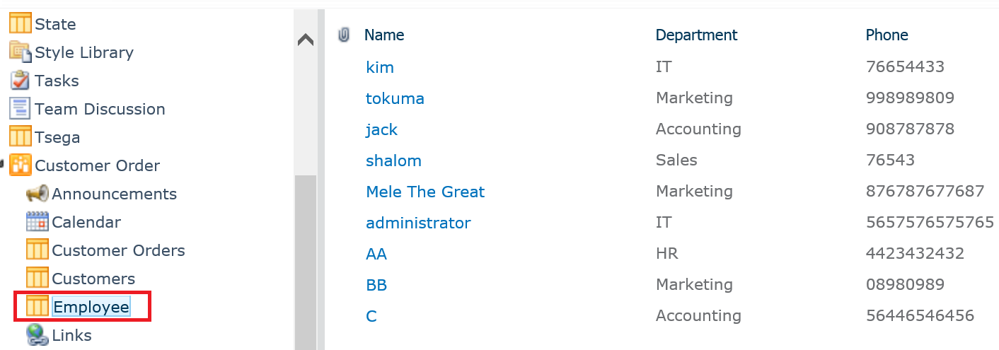 State
Style Library
Tasks
Team Discussion
Tsega
Customer Order
Announcements
Calendar
Customer Orders
Customers
Employee
Links
Name Department Phone
kim IT 76654433
tokuma Marketing 998989809
jack Accounting 908787878
shalom Sales 76543
Mele The Great Marketing 876787677687
administrator IT 5657576575765
AA HR 4423432432
BB Marketing 08980989
C Accounting 56446546456